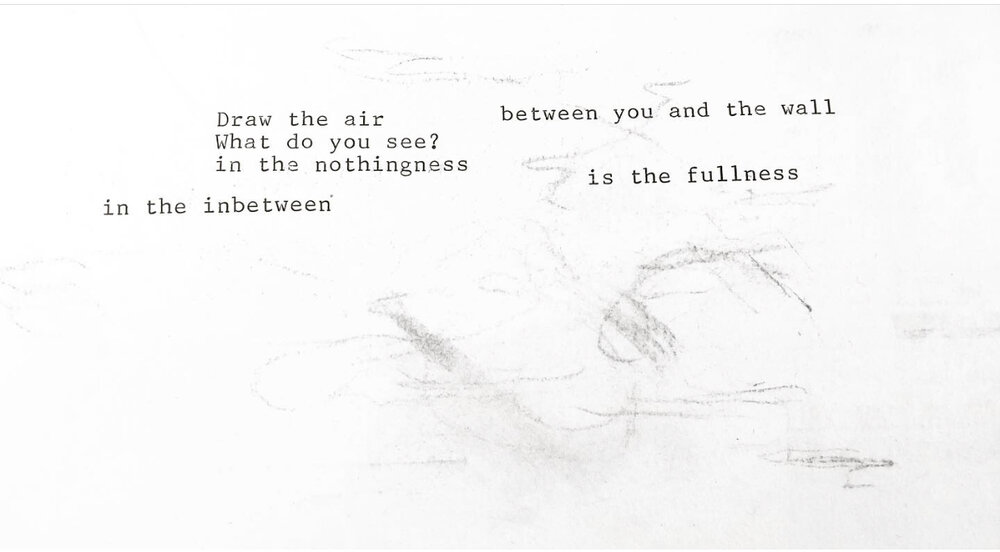 Draw the air between you and the wall
What do you see?
in the nothingness is the fullness
in the inbetween